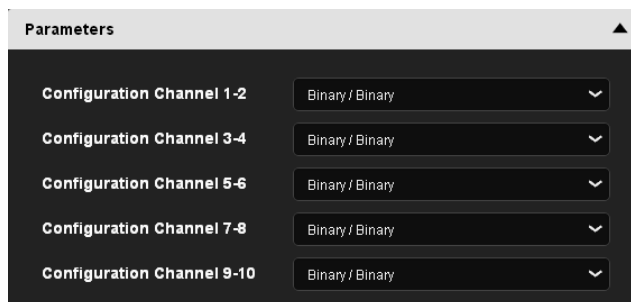 Parameters
Configuration Channel 1-2 Binary / Binary
Configuration Channel 3-4 Binary / Binary
Configuration Channel 5-6 Binary / Binary
Configuration Channel 7-8 Binary / Binary
Configuration Channel 9-10 Binary / Binary